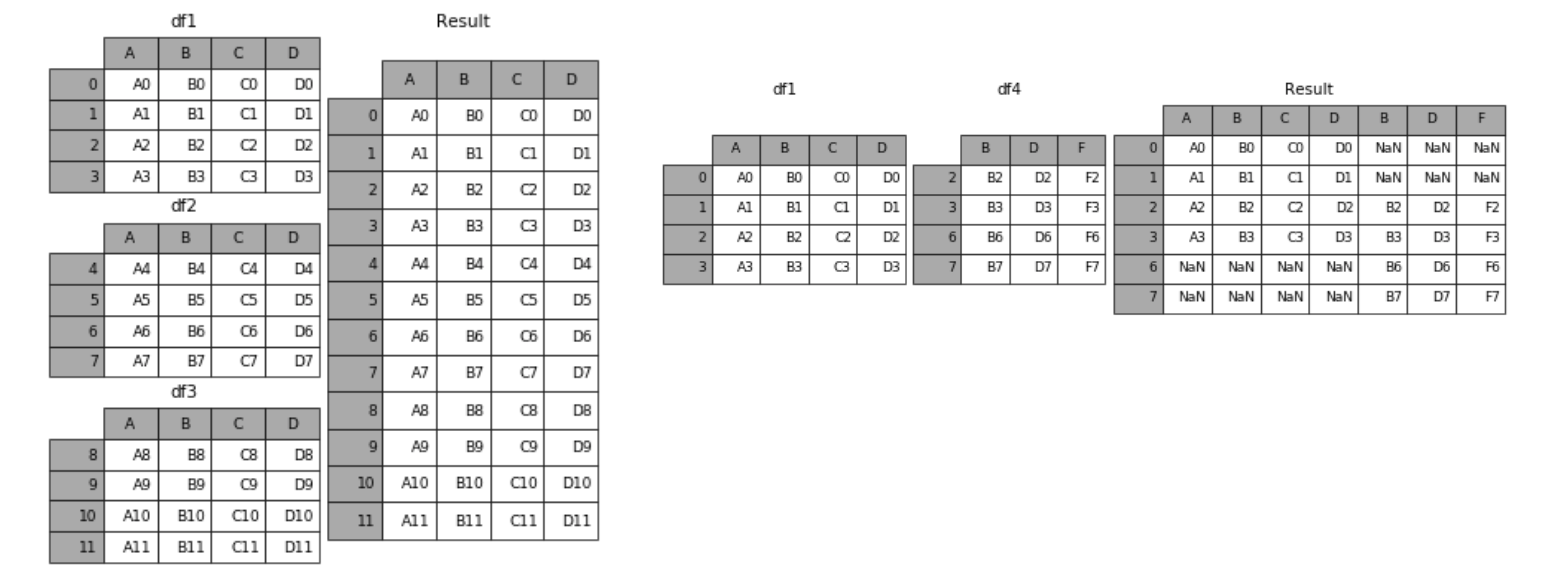 df1
A B C D
0 A0 B0 C0 D0
1 A1 B1 C1 D1
2 A2 B2 C2 D2
3 A3 B3 C3 D3
df2
A B C D
4 A4 B4 C4 D4
5 A5 B5 C5 D5
6 A6 B6 C6 D6
7 A7 B7 C7 D7
df3
A B C D
8 A8 B8 C8 D8
9 A9 B9 C9 D9
10 A10 B10 C10 D10
11 A11 B11 C11 D11
Result
A B C D
0 A0 B0 C0 D0
1 A1 B1 C1 D1
2 A2 B2 C2 D2
3 A3 B3 C3 D3
4 A4 B4 C4 D4
5 A5 B5 C5 D5
6 A6 B6 C6 D6
7 A7 B7 C7 D7
8 A8 B8 C8 D8
9 A9 B9 C9 D9
10 A10 B10 C10 D10
11 A11 B11 C11 D11
df1
A B C D
0 A0 B0 C0 D0
1 A1 B1 C1 D1
2 A2 B2 C2 D2
3 A3 B3 C3 D3
df4
B D F
2 B2 D2 F2
3 B3 D3 F3
6 B6 D6 F6
7 B7 D7 F7
Result
A B C D B D F
0 A0 B0 C0 D0 NaN NaN NaN
1 A1 B1 C1 D1 NaN NaN NaN
2 A2 B2 C2 D2 B2 D2 F2
3 A3 B3 C3 D3 B3 D3 F3
6 NaN NaN NaN NaN B6 D6 F6
7 NaN NaN NaN NaN B7 D7 F7